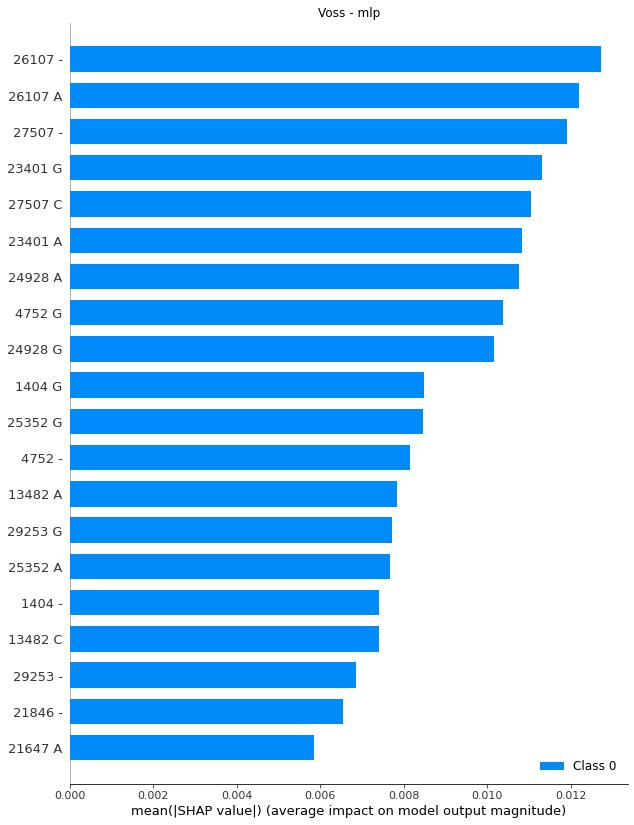 Voss - mlp
26107 -
26107 A
27507 -
23401 G
27507 C
23401 A
24928 A
4752 G
24928 G
1404 G
25352 G
4752 -
13482 A
29253 G
25352 A
1404 -
13482 C
29253 -
21846 -
21647 A
Class 0
0.000 0.002 0.004 0.006 0.008 0.010 0.012
mean(|SHAP value|) (average impact on model output magnitude)